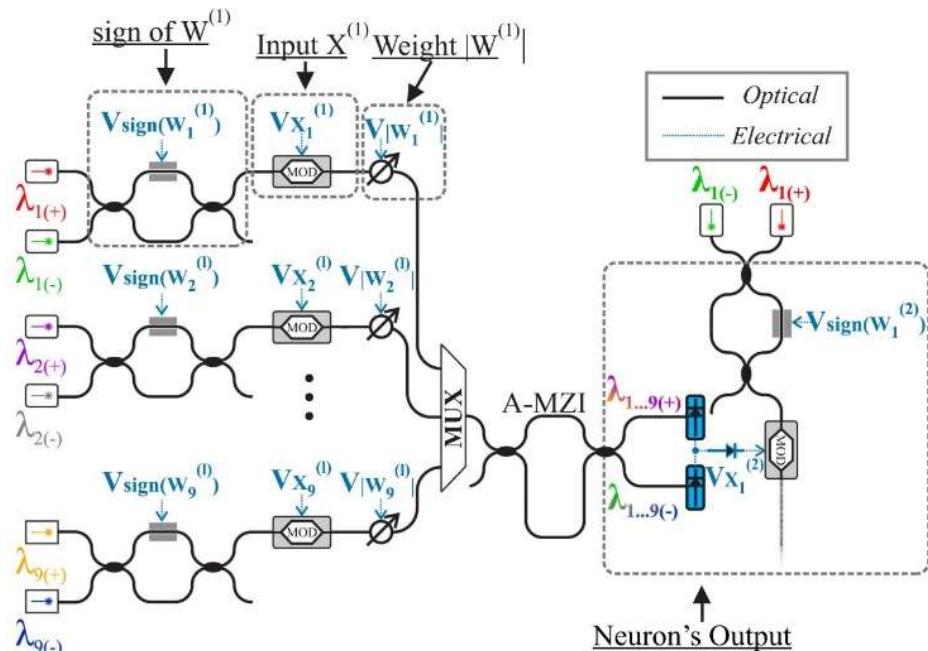 sign of W(1)
Input X(1)
Weight |W(1)|
Vsign(W1(1))
VX1(1)
V|W1(1)|
Optical
Electrical
λ1(+)
MOD
λ1(-)
λ1(-)
λ1(+)
Vsign(W2(1))
VX2(1)
V|W2(1)|
λ2(+)
MOD
λ2(-)
Vsign(W1(2))
MUX
A-MZI
λ1...9(+)
MOD
VX1(2)
λ1...9(-)
Vsign(W9(1))
VX9(1)
V|W9(1)|
λ9(+)
MOD
λ9(-)
Neuron's Output